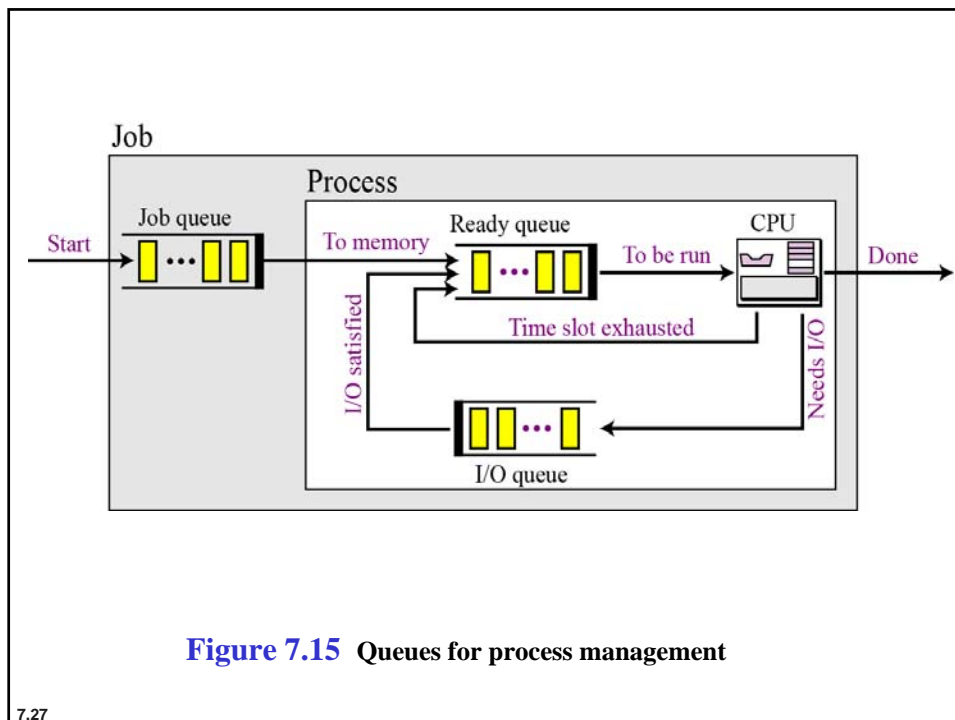 Job
Process
Job queue
Ready queue
CPU
Start
To memory
To be run
Done
Time slot exhausted
I/O satisfied
Needs I/O
I/O queue
Figure 7.15 Queues for process management
7.27